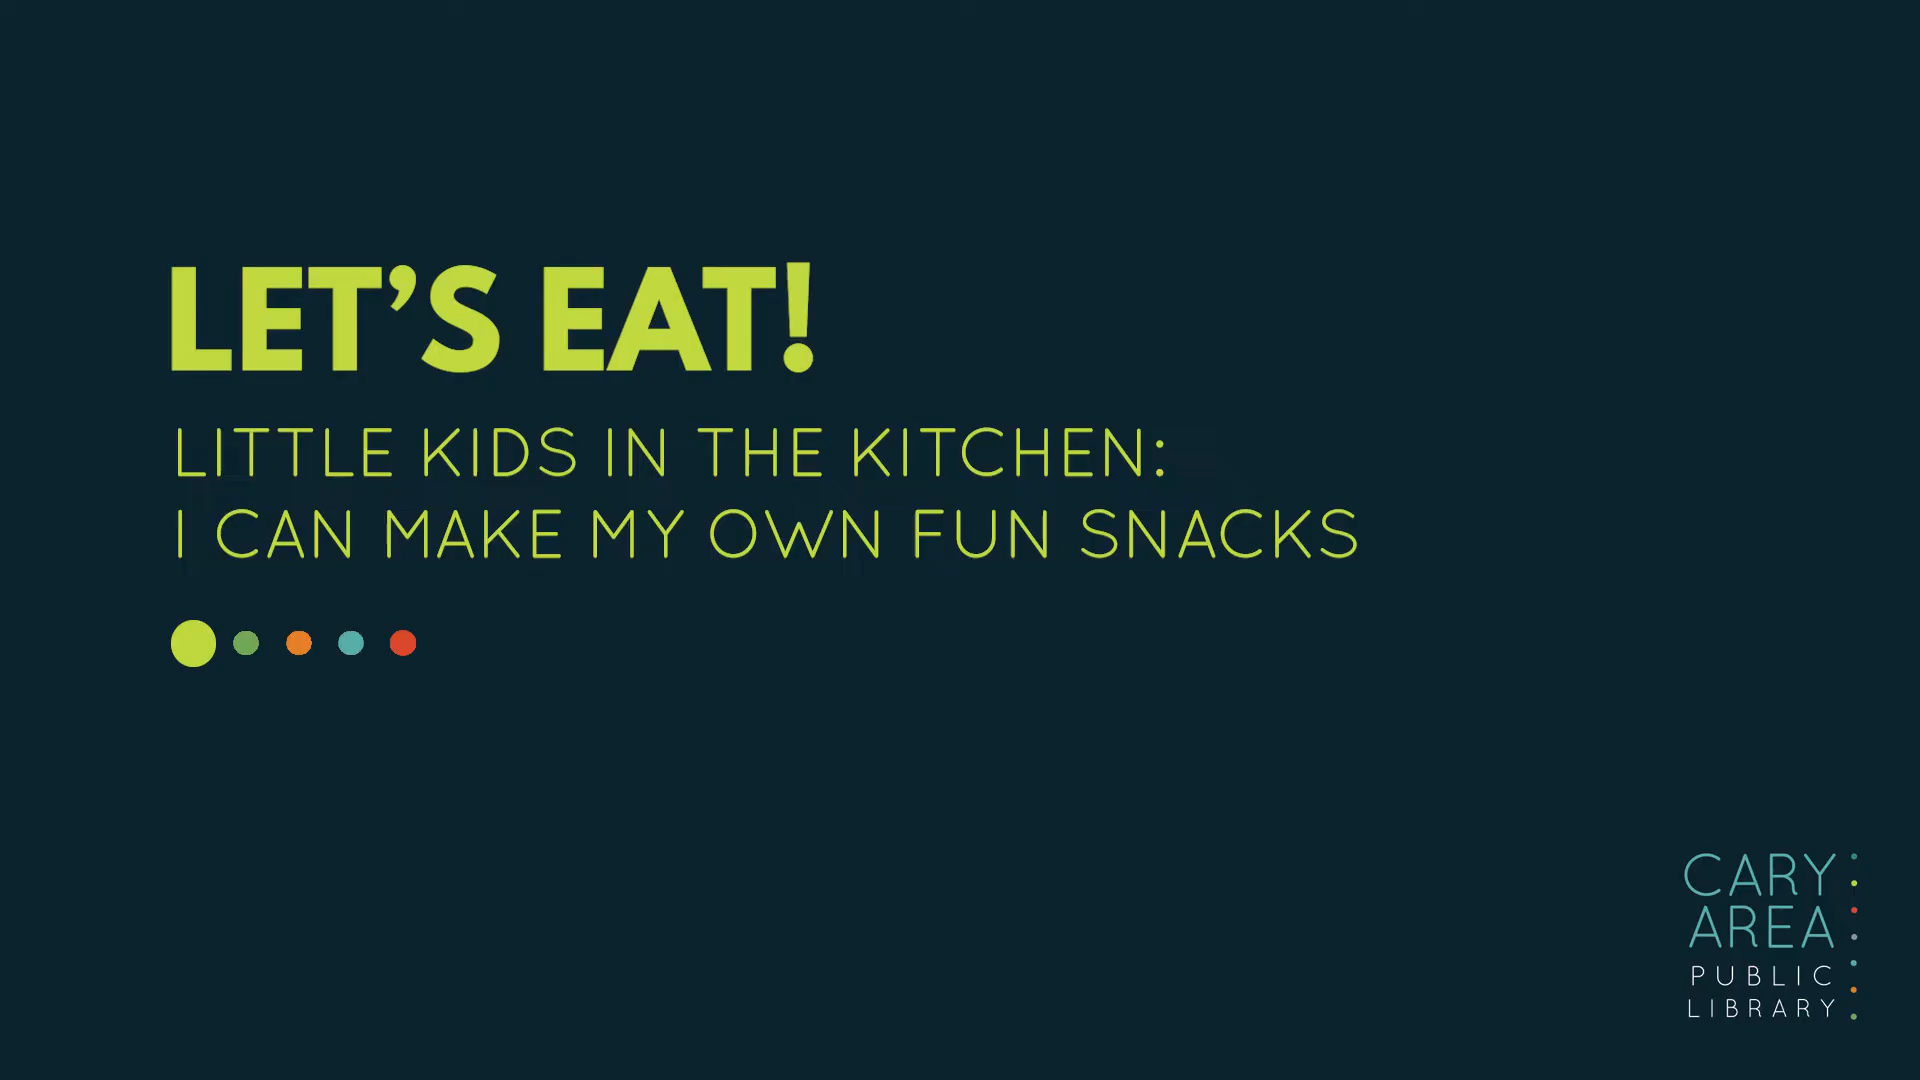 LET'S EAT!
LITTLE KIDS IN THE KITCHEN:
I CAN MAKE MY OWN FUN SNACKS
CARY
AREA
PUBLIC
LIBRARY